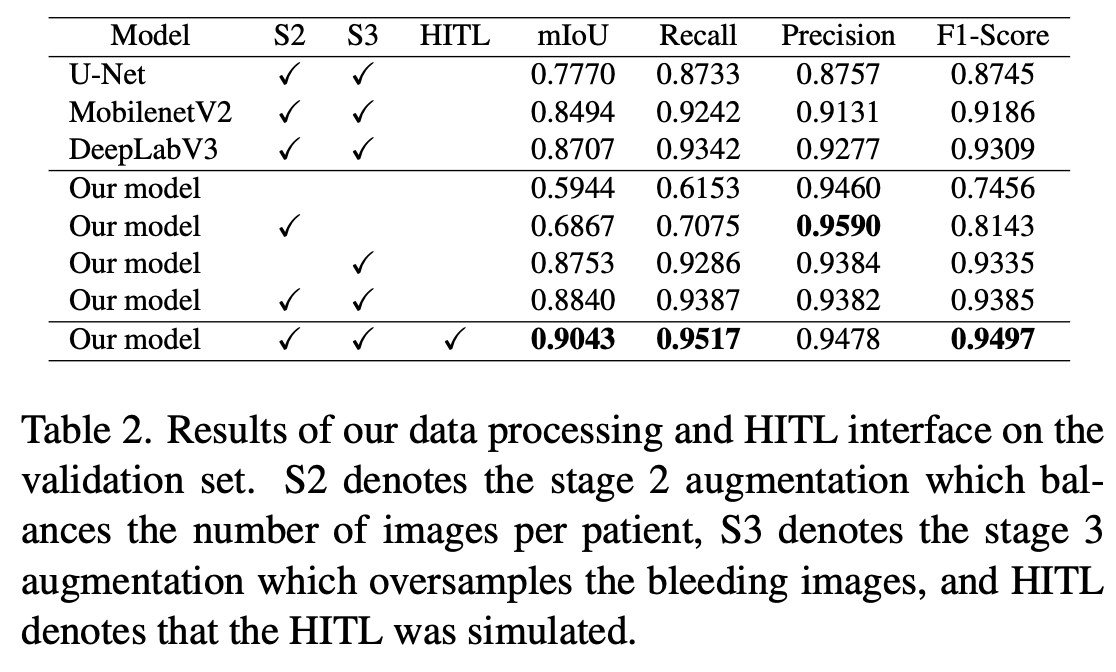 Model S2 S3 HITL mIoU Recall Precision F1-Score
U-Net ✓ ✓ 0.7770 0.8733 0.8757 0.8745
MobilenetV2 ✓ ✓ 0.8494 0.9242 0.9131 0.9186
DeepLabV3 ✓ ✓ 0.8707 0.9342 0.9277 0.9309
Our model 0.5944 0.6153 0.9460 0.7456
Our model ✓ 0.6867 0.7075 0.9590 0.8143
Our model ✓ 0.8753 0.9286 0.9384 0.9335
Our model ✓ ✓ 0.8840 0.9387 0.9382 0.9385
Our model ✓ ✓ ✓ 0.9043 0.9517 0.9478 0.9497
Table 2. Results of our data processing and HITL interface on the
validation set. S2 denotes the stage 2 augmentation which bal-
ances the number of images per patient, S3 denotes the stage 3
augmentation which oversamples the bleeding images, and HITL
denotes that the HITL was simulated.